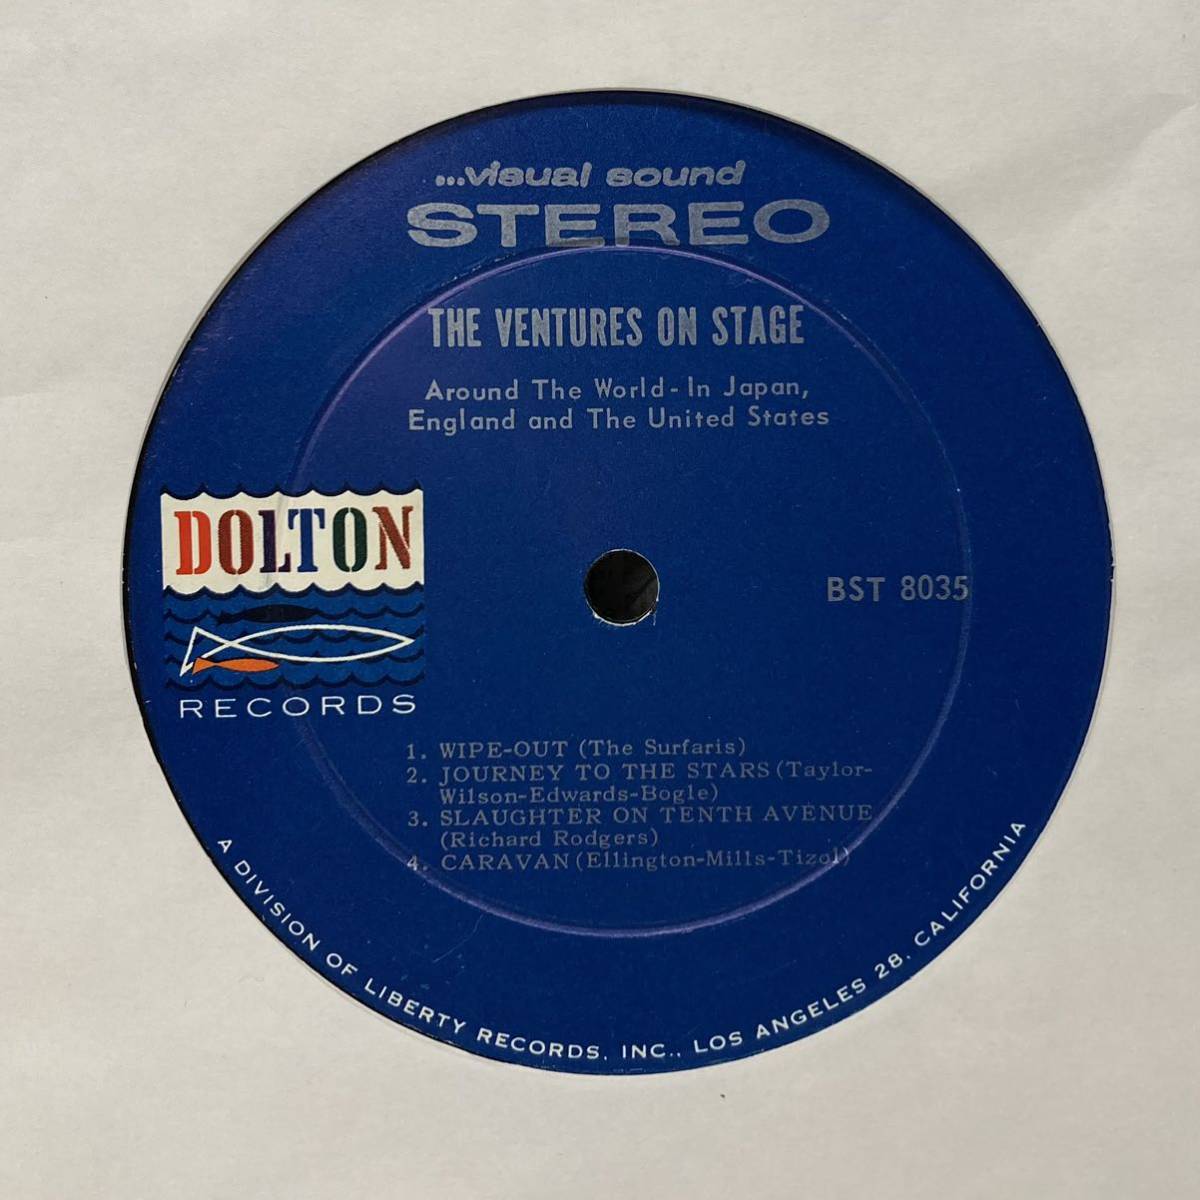 ...visual sound
STEREO
THE VENTURES ON STAGE
Around The World-In Japan,
England and The United States
DOLTON
RECORDS
BST 8035
1. WIPE-OUT (The Surfaris)
2. JOURNEY TO THE STARS (Taylor-
Wilson-Edwards-Bogle)
3. SLAUGHTER ON TENTH AVENUE
(Richard Rodgers)
4. CARAVAN (Ellington-Mills-Tizol)
A DIVISION OF LIBERTY RECORDS, INC., LOS ANGELES 28, CALIFORNIA